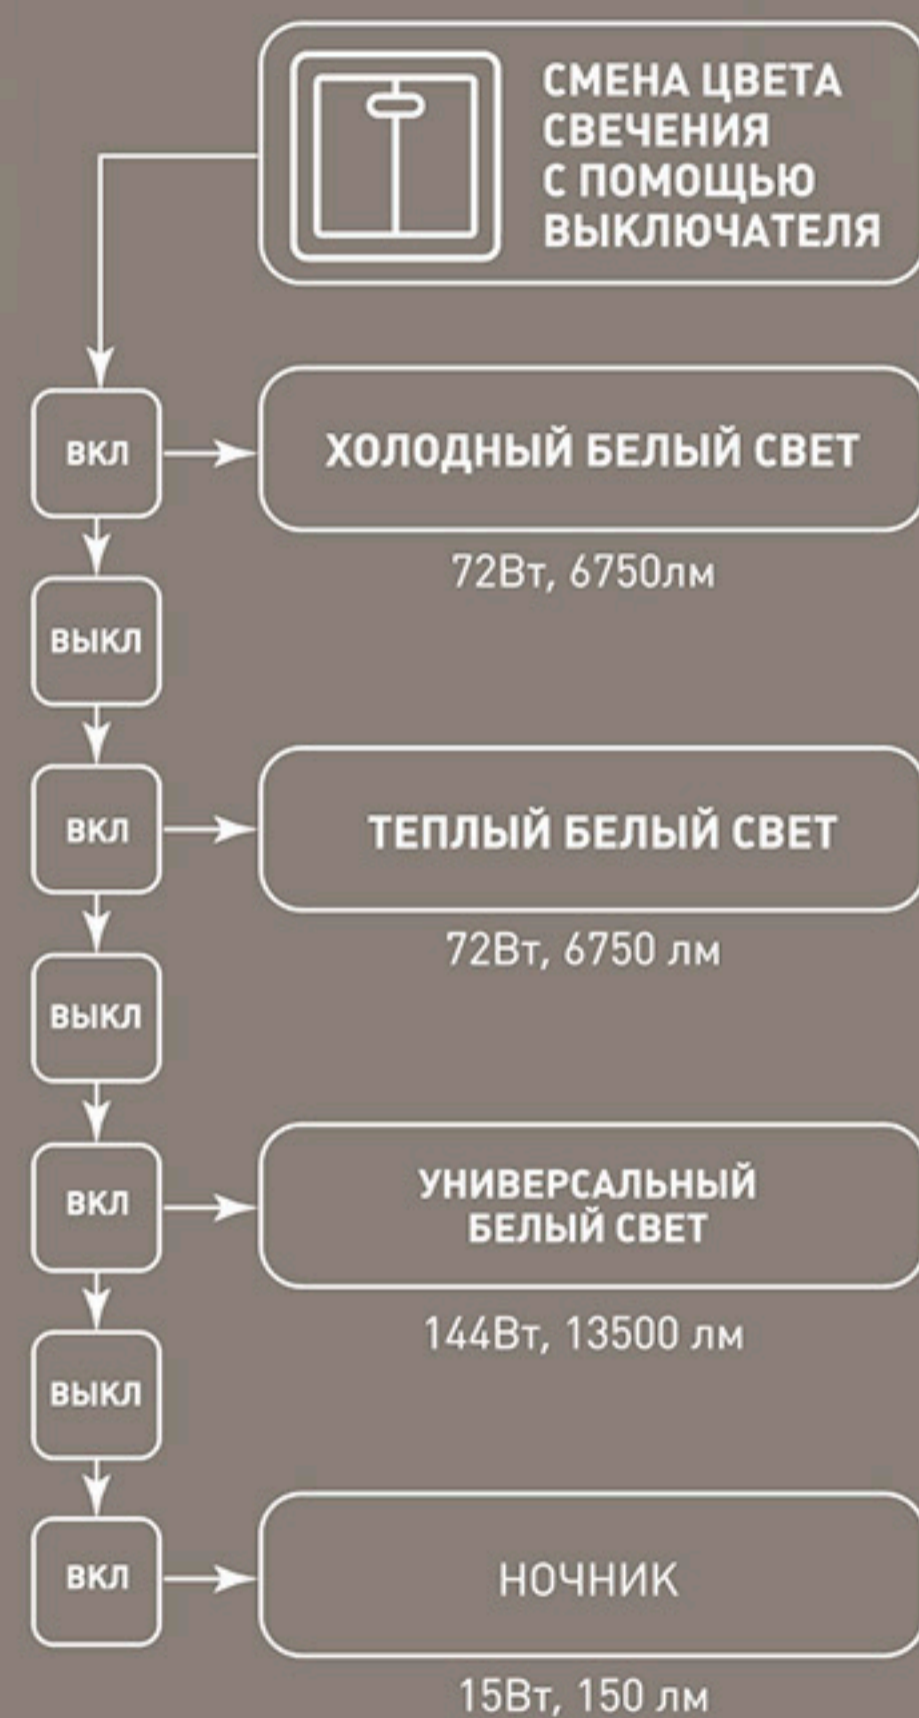 СМЕНА ЦВЕТА
СВЕЧЕНИЯ
С ПОМОЩЬЮ
ВЫКЛЮЧАТЕЛЯ
ВКЛ
ХОЛОДНЫЙ БЕЛЫЙ СВЕТ
72Вт, 6750лм
ВЫКЛ
ВКЛ
ТЕПЛЫЙ БЕЛЫЙ СВЕТ
72Вт, 6750 лм
ВЫКЛ
ВКЛ
УНИВЕРСАЛЬНЫЙ
БЕЛЫЙ СВЕТ
144Вт, 13500 лм
ВЫКЛ
ВКЛ
НОЧНИК
15Вт, 150 лм